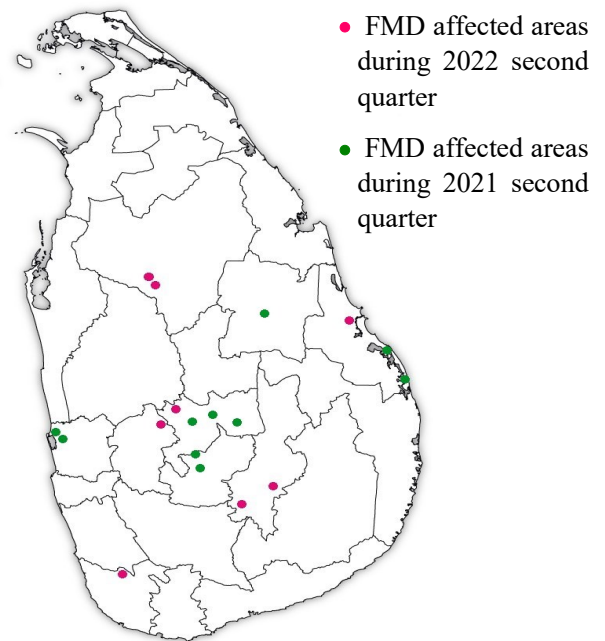 FMD affected areas
during 2022 second
quarter
FMD affected areas
during 2021 second
quarter